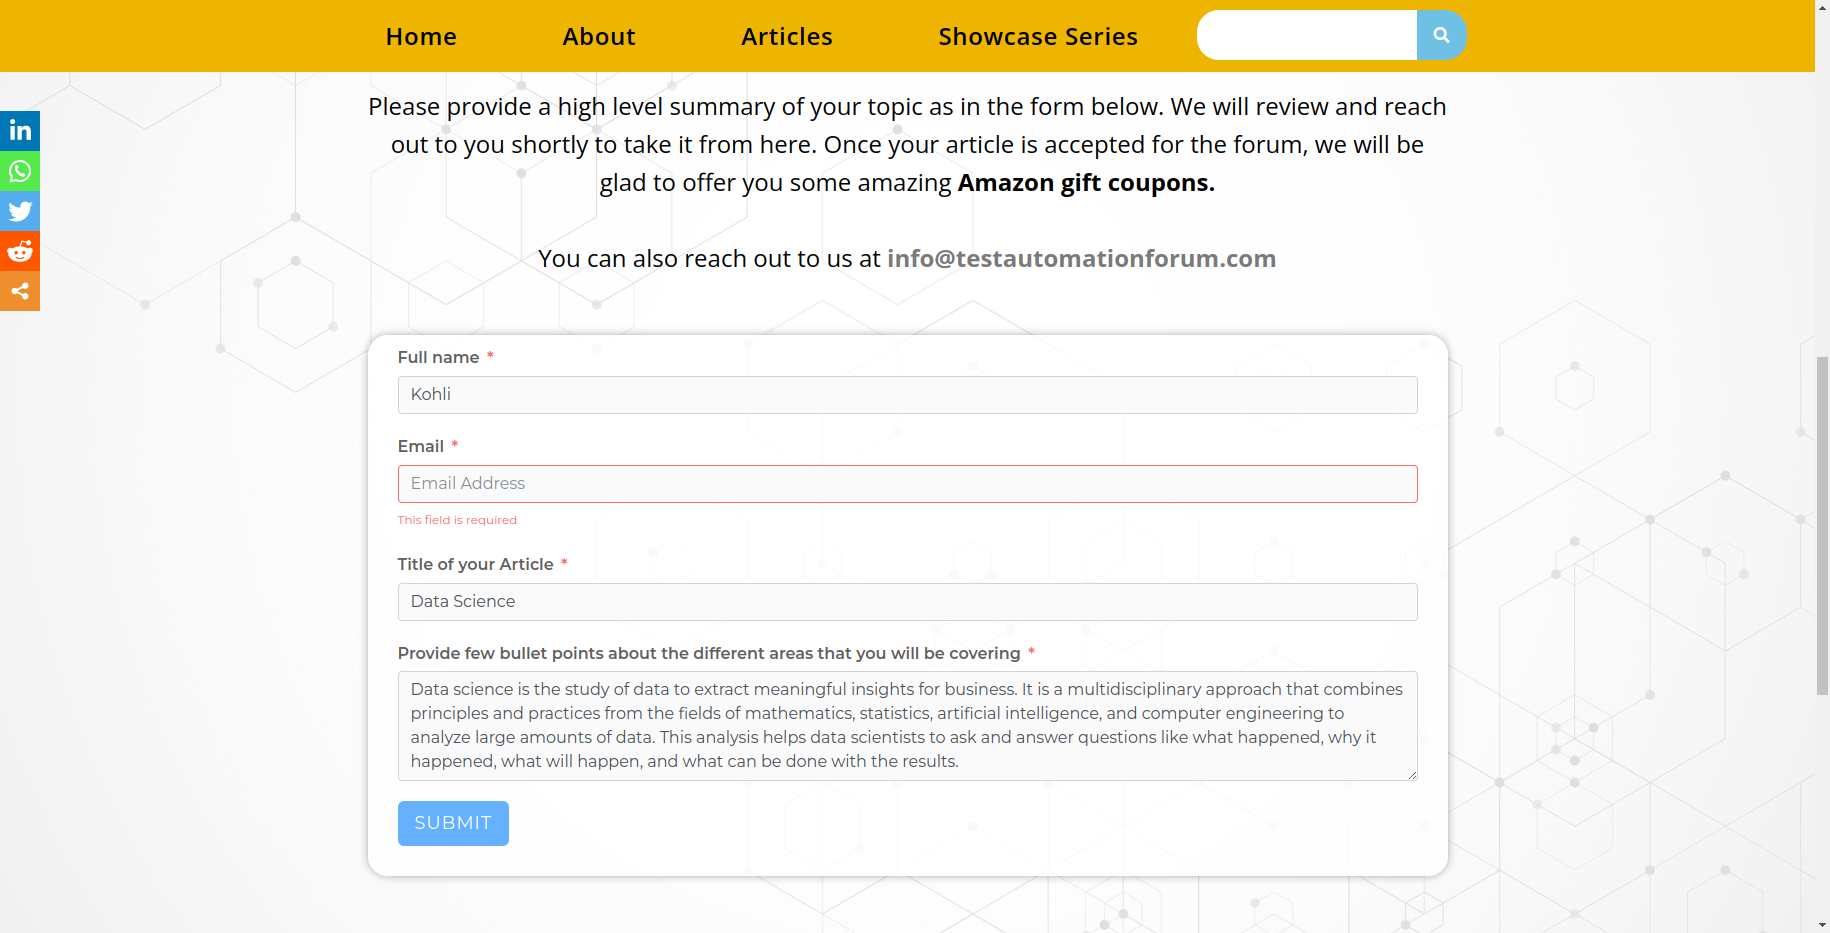 Home About Articles Showcase Series
Please provide a high level summary of your topic as in the form below. We will review and reach
out to you shortly to take it from here. Once your article is accepted for the forum, we will be
glad to offer you some amazing Amazon gift coupons.
You can also reach out to us at info@testautomationforum.com
Full name *
Kohli
Email *
Email Address
This field is required
Title of your Article *
Data Science
Provide few bullet points about the different areas that you will be covering *
Data science is the study of data to extract meaningful insights for business. It is a multidisciplinary approach that combines
principles and practices from the fields of mathematics, statistics, artificial intelligence, and computer engineering to
analyze large amounts of data. This analysis helps data scientists to ask and answer questions like what happened, why it
happened, what will happen, and what can be done with the results.
SUBMIT